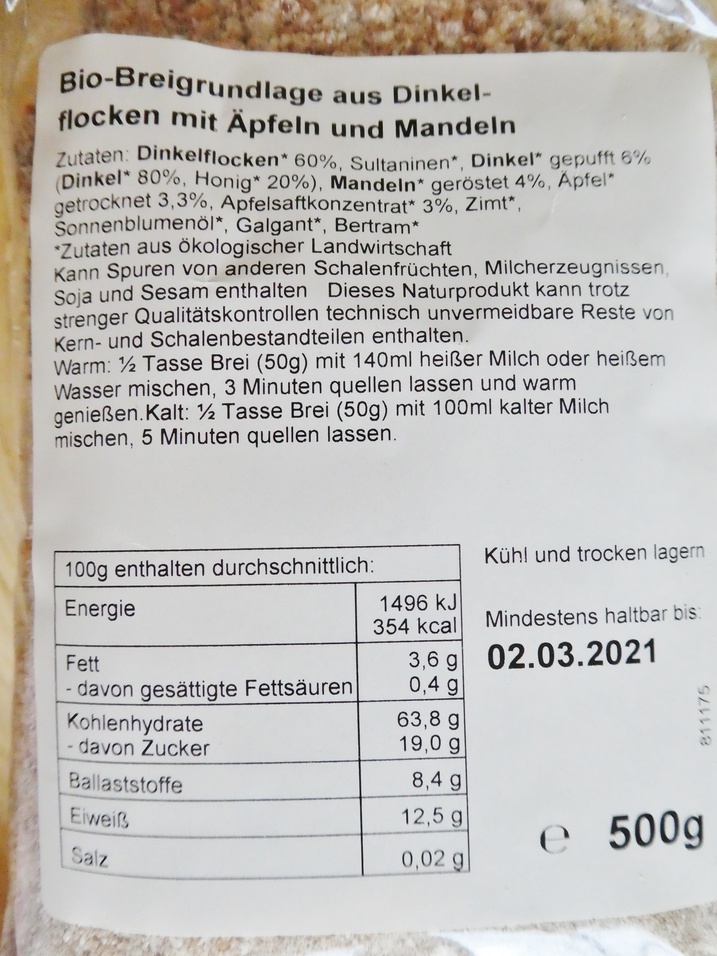 Bio-Breigrundlage aus Dinkel-
flocken mit Äpfeln und Mandeln
Zutaten: Dinkelflocken* 60%, Sultaninen*, Dinkel* gepufft 6%
(Dinkel* 80%, Honig* 20%), Mandeln* geröstet 4%, Äpfel*
getrocknet 3,3%, Apfelsaftkonzentrat* 3%, Zimt*,
Sonnenblumenöl*, Galgant*, Bertram*
*Zutaten aus ökologischer Landwirtschaft
Kann Spuren von anderen Schalenfrüchten, Milcherzeugnissen,
Soja und Sesam enthalten Dieses Naturprodukt kann trotz
strenger Qualitätskontrollen technisch unvermeidbare Reste von
Kern- und Schalenbestandteilen enthalten.
Warm: ½ Tasse Brei (50g) mit 140ml heißer Milch oder heißem
Wasser mischen, 3 Minuten quellen lassen und warm
genießen.Kalt: ½ Tasse Brei (50g) mit 100ml kalter Milch
mischen, 5 Minuten quellen lassen.
100g enthalten durchschnittlich:
Energie 1496 kJ
354 kcal
Fett 3,6 g
- davon gesättigte Fettsäuren 0,4 g
Kohlenhydrate 63,8 g
- davon Zucker 19,0 g
Ballaststoffe 8,4 g
Eiweiß 12,5 g
Salz 0,02 g
Kühl und trocken lagern
Mindestens haltbar bis:
02.03.2021
811175
e 500g